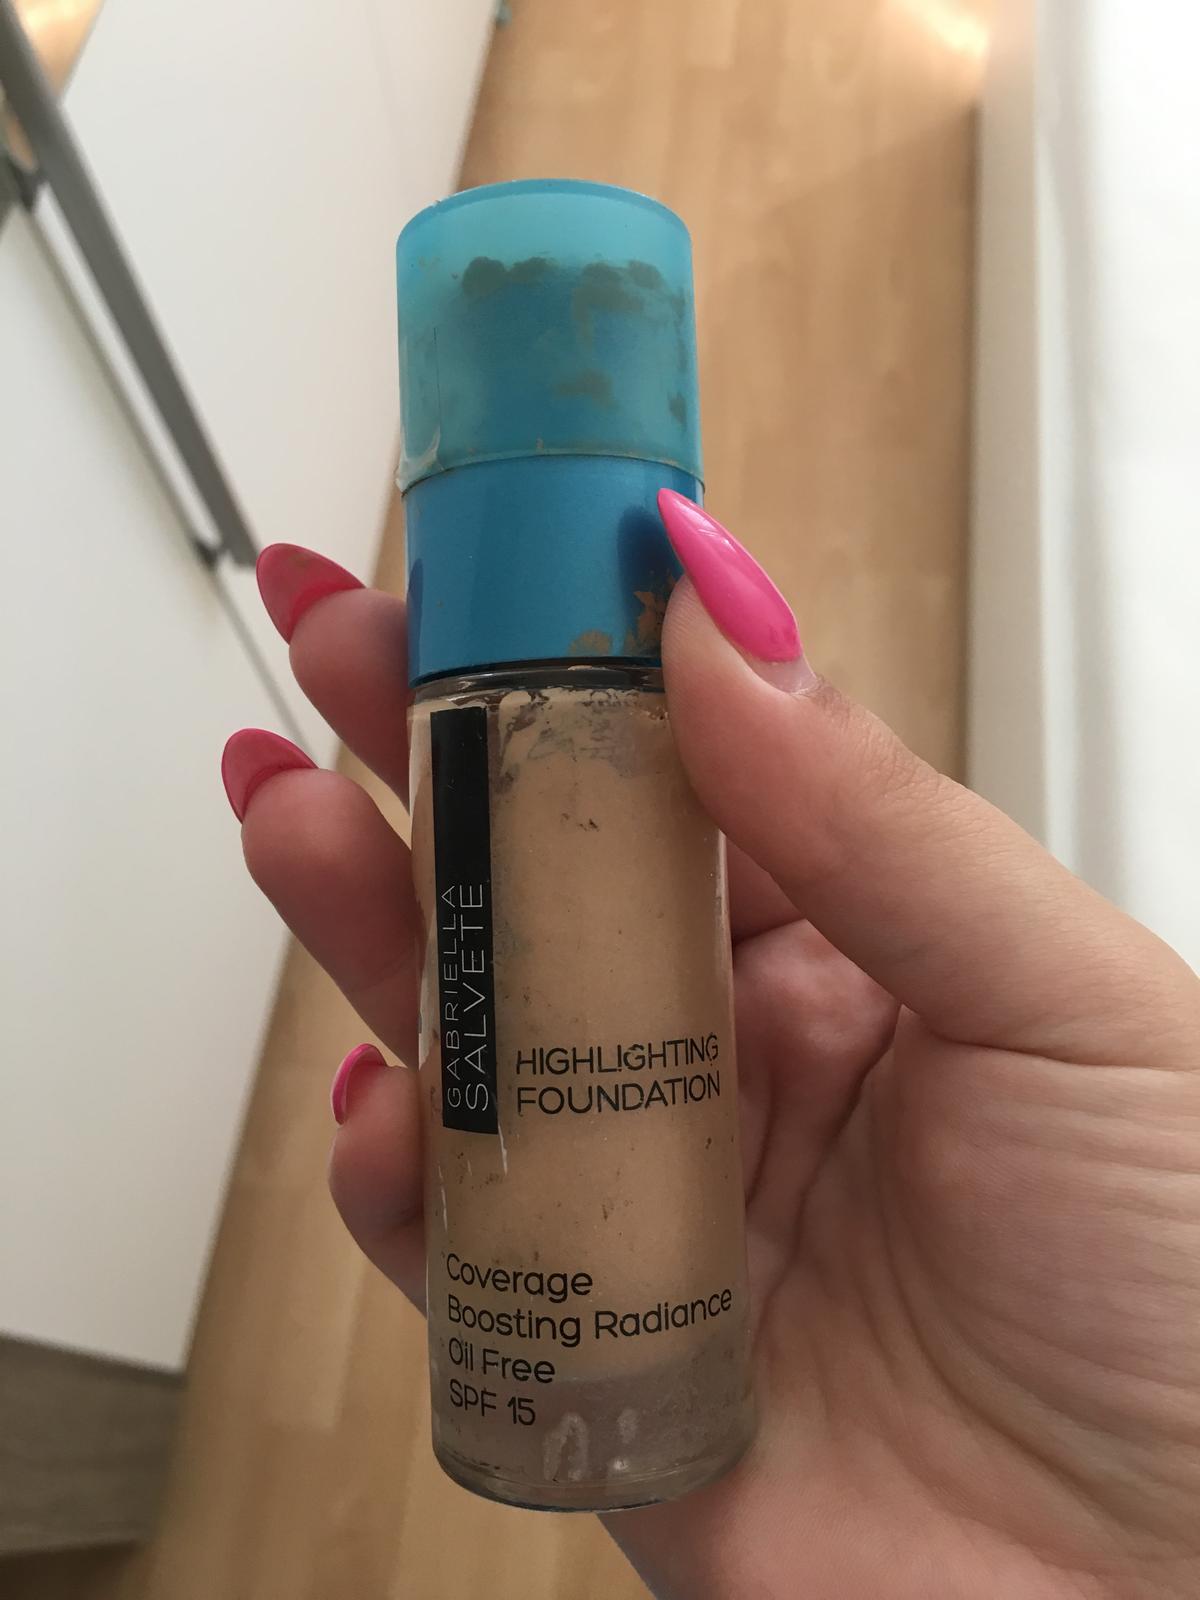 GABRIELLA
SALVETE
HIGHLIGHTING
FOUNDATION
Coverage
Boosting Radiance
Oil Free
SPF 15